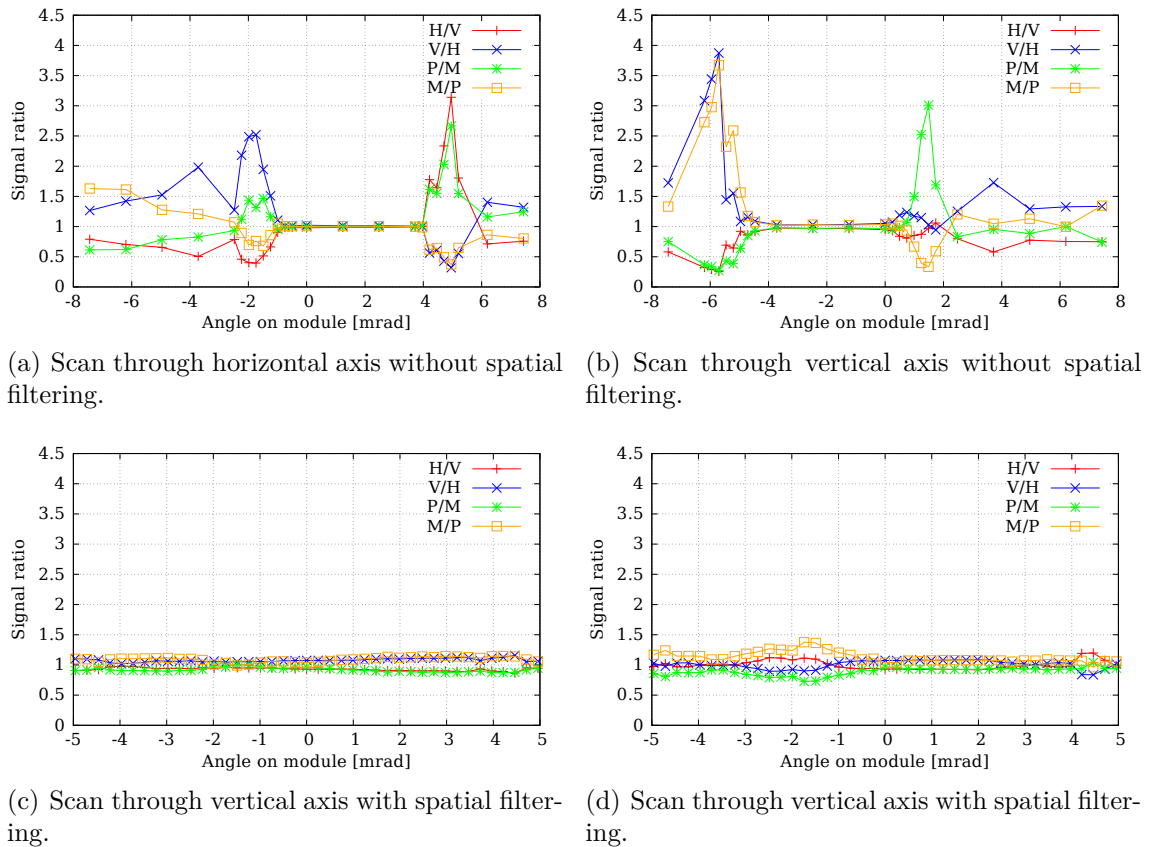 4.5
4
3.5
3
2.5
2
1.5
1
0.5
0
Signal ratio
H/V
V/H
P/M
M/P
-8 -6 -4 -2 0 2 4 6 8
Angle on module [mrad]
(a) Scan through horizontal axis without spatial
filtering.
4.5
4
3.5
3
2.5
2
1.5
1
0.5
0
Signal ratio
H/V
V/H
P/M
M/P
-8 -6 -4 -2 0 2 4 6 8
Angle on module [mrad]
(b) Scan through vertical axis without spatial
filtering.
4.5
4
3.5
3
2.5
2
1.5
1
0.5
0
Signal ratio
H/V
V/H
P/M
M/P
-5 -4 -3 -2 -1 0 1 2 3 4 5
Angle on module [mrad]
(c) Scan through vertical axis with spatial filter-
ing.
4.5
4
3.5
3
2.5
2
1.5
1
0.5
0
Signal ratio
H/V
V/H
P/M
M/P
-5 -4 -3 -2 -1 0 1 2 3 4 5
Angle on module [mrad]
(d) Scan through vertical axis with spatial filter-
ing.